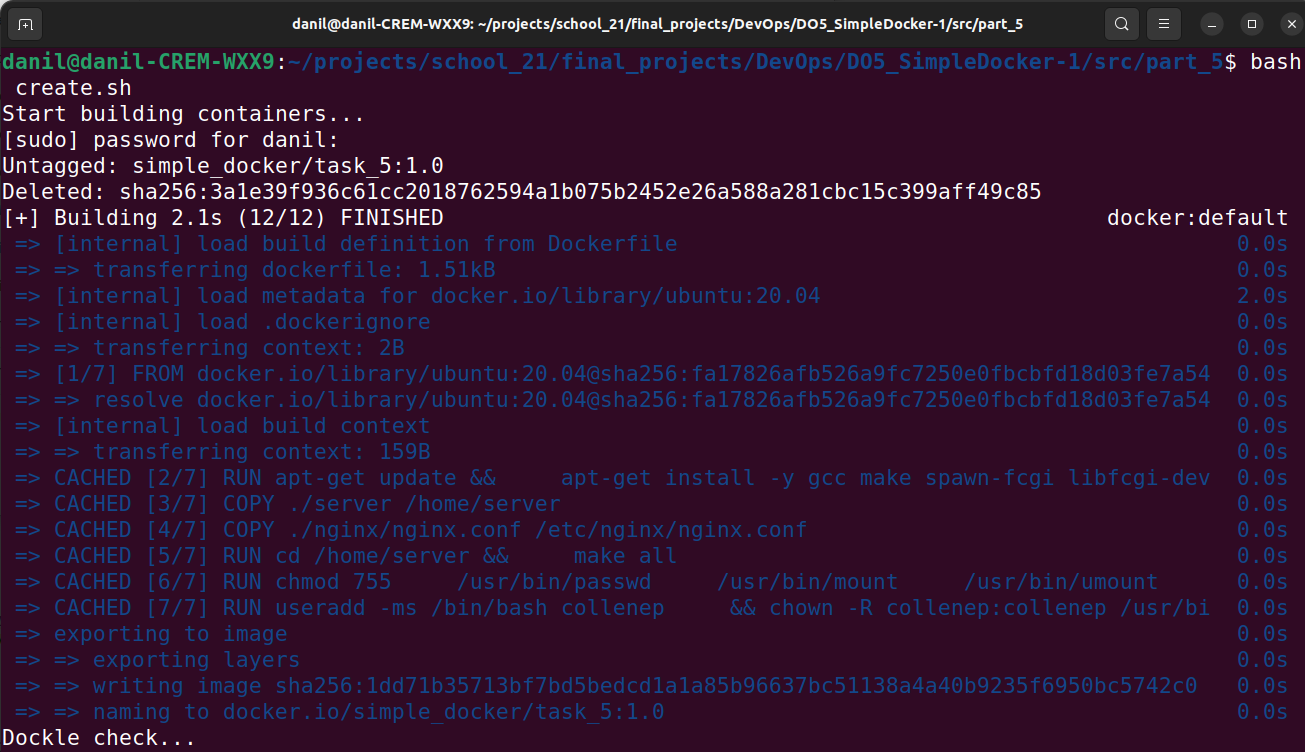 danil@danil-CREM-WXX9: ~/projects/school_21/final_projects/DevOps/DO5_SimpleDocker-1/src/part_5
danil@danil-CREM-WXX9:~/projects/school_21/final_projects/DevOps/DO5_SimpleDocker-1/src/part_5$ bash
 create.sh
Start building containers...
[sudo] password for danil:
Untagged: simple_docker/task_5:1.0
Deleted: sha256:3a1e39f936c61cc2018762594a1b075b2452e26a588a281cbc15c399aff49c85
[+] Building 2.1s (12/12) FINISHED docker:default
 => [internal] load build definition from Dockerfile 0.0s
 => => transferring dockerfile: 1.51kB 0.0s
 => [internal] load metadata for docker.io/library/ubuntu:20.04 2.0s
 => [internal] load .dockerignore 0.0s
 => => transferring context: 2B 0.0s
 => [1/7] FROM docker.io/library/ubuntu:20.04@sha256:fa17826afb526a9fc7250e0fbcbfd18d03fe7a54 0.0s
 => => resolve docker.io/library/ubuntu:20.04@sha256:fa17826afb526a9fc7250e0fbcbfd18d03fe7a54 0.0s
 => [internal] load build context 0.0s
 => => transferring context: 159B 0.0s
 => CACHED [2/7] RUN apt-get update &&     apt-get install -y gcc make spawn-fcgi libfcgi-dev 0.0s
 => CACHED [3/7] COPY ./server /home/server 0.0s
 => CACHED [4/7] COPY ./nginx/nginx.conf /etc/nginx/nginx.conf 0.0s
 => CACHED [5/7] RUN cd /home/server &&     make all 0.0s
 => CACHED [6/7] RUN chmod 755     /usr/bin/passwd     /usr/bin/mount     /usr/bin/umount 0.0s
 => CACHED [7/7] RUN useradd -ms /bin/bash collenep     && chown -R collenep:collenep /usr/bi 0.0s
 => exporting to image 0.0s
 => => exporting layers 0.0s
 => => writing image sha256:1dd71b35713bf7bd5bedcd1a1a85b96637bc51138a4a40b9235f6950bc5742c0 0.0s
 => => naming to docker.io/simple_docker/task_5:1.0 0.0s
Dockle check...